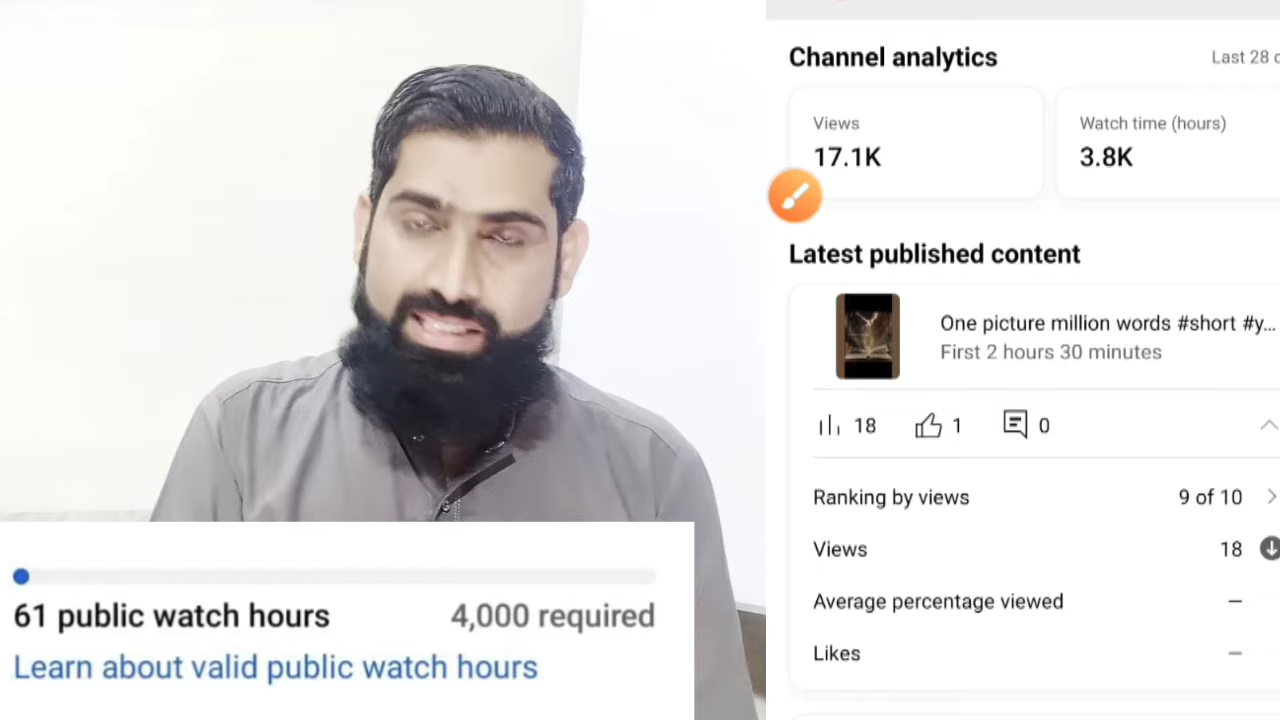 Channel analytics
Last 28 d
Views
17.1K
Watch time (hours)
3.8K
Latest published content
One picture million words #short #y...
First 2 hours 30 minutes
18
1
0
Ranking by views
9 of 10
Views
18
Average percentage viewed
–
Likes
–
61 public watch hours
4,000 required
Learn about valid public watch hours